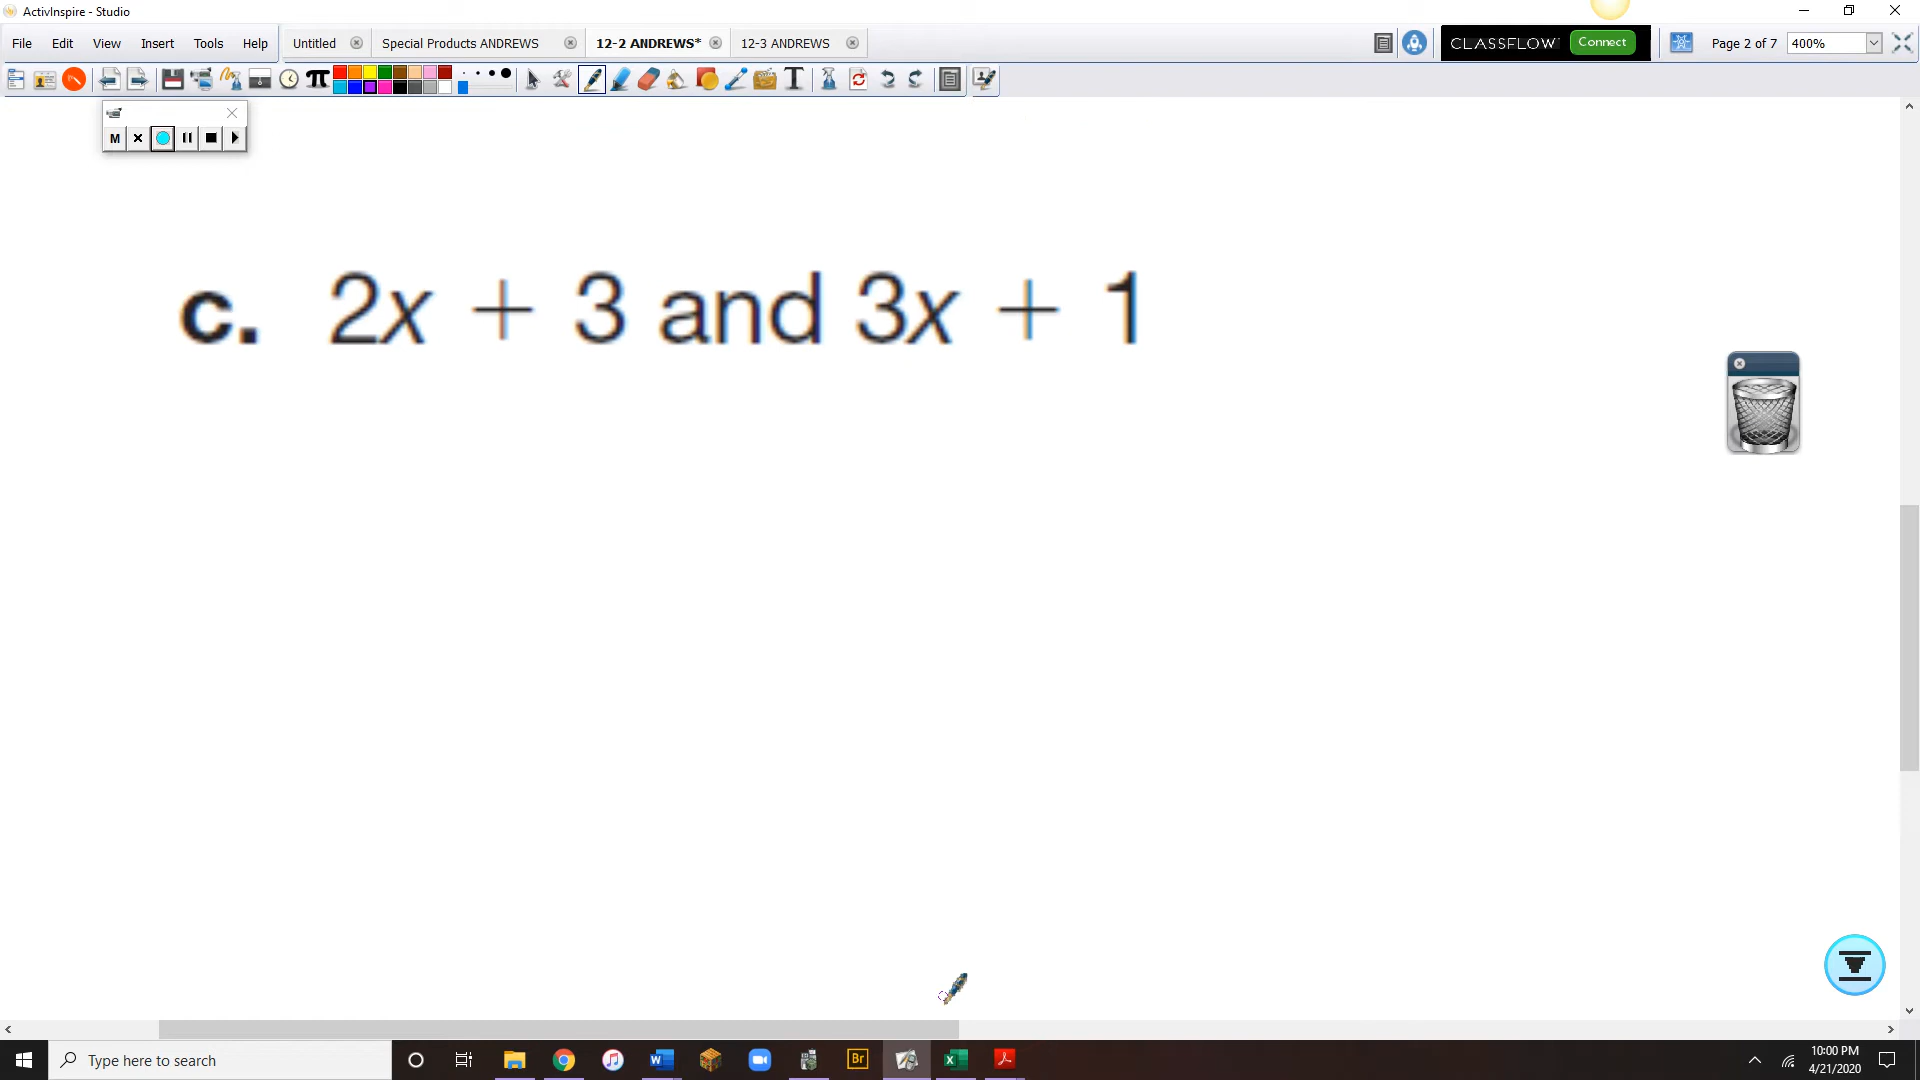 ActivInspire - Studio
File Edit View Insert Tools Help Untitled Special Products ANDREWS 12-2 ANDREWS* 12-3 ANDREWS CLASSFLOW Connect Page 2 of 7 400%
M
c. 2x + 3 and 3x + 1
Type here to search Br 10:00 PM
4/21/2020